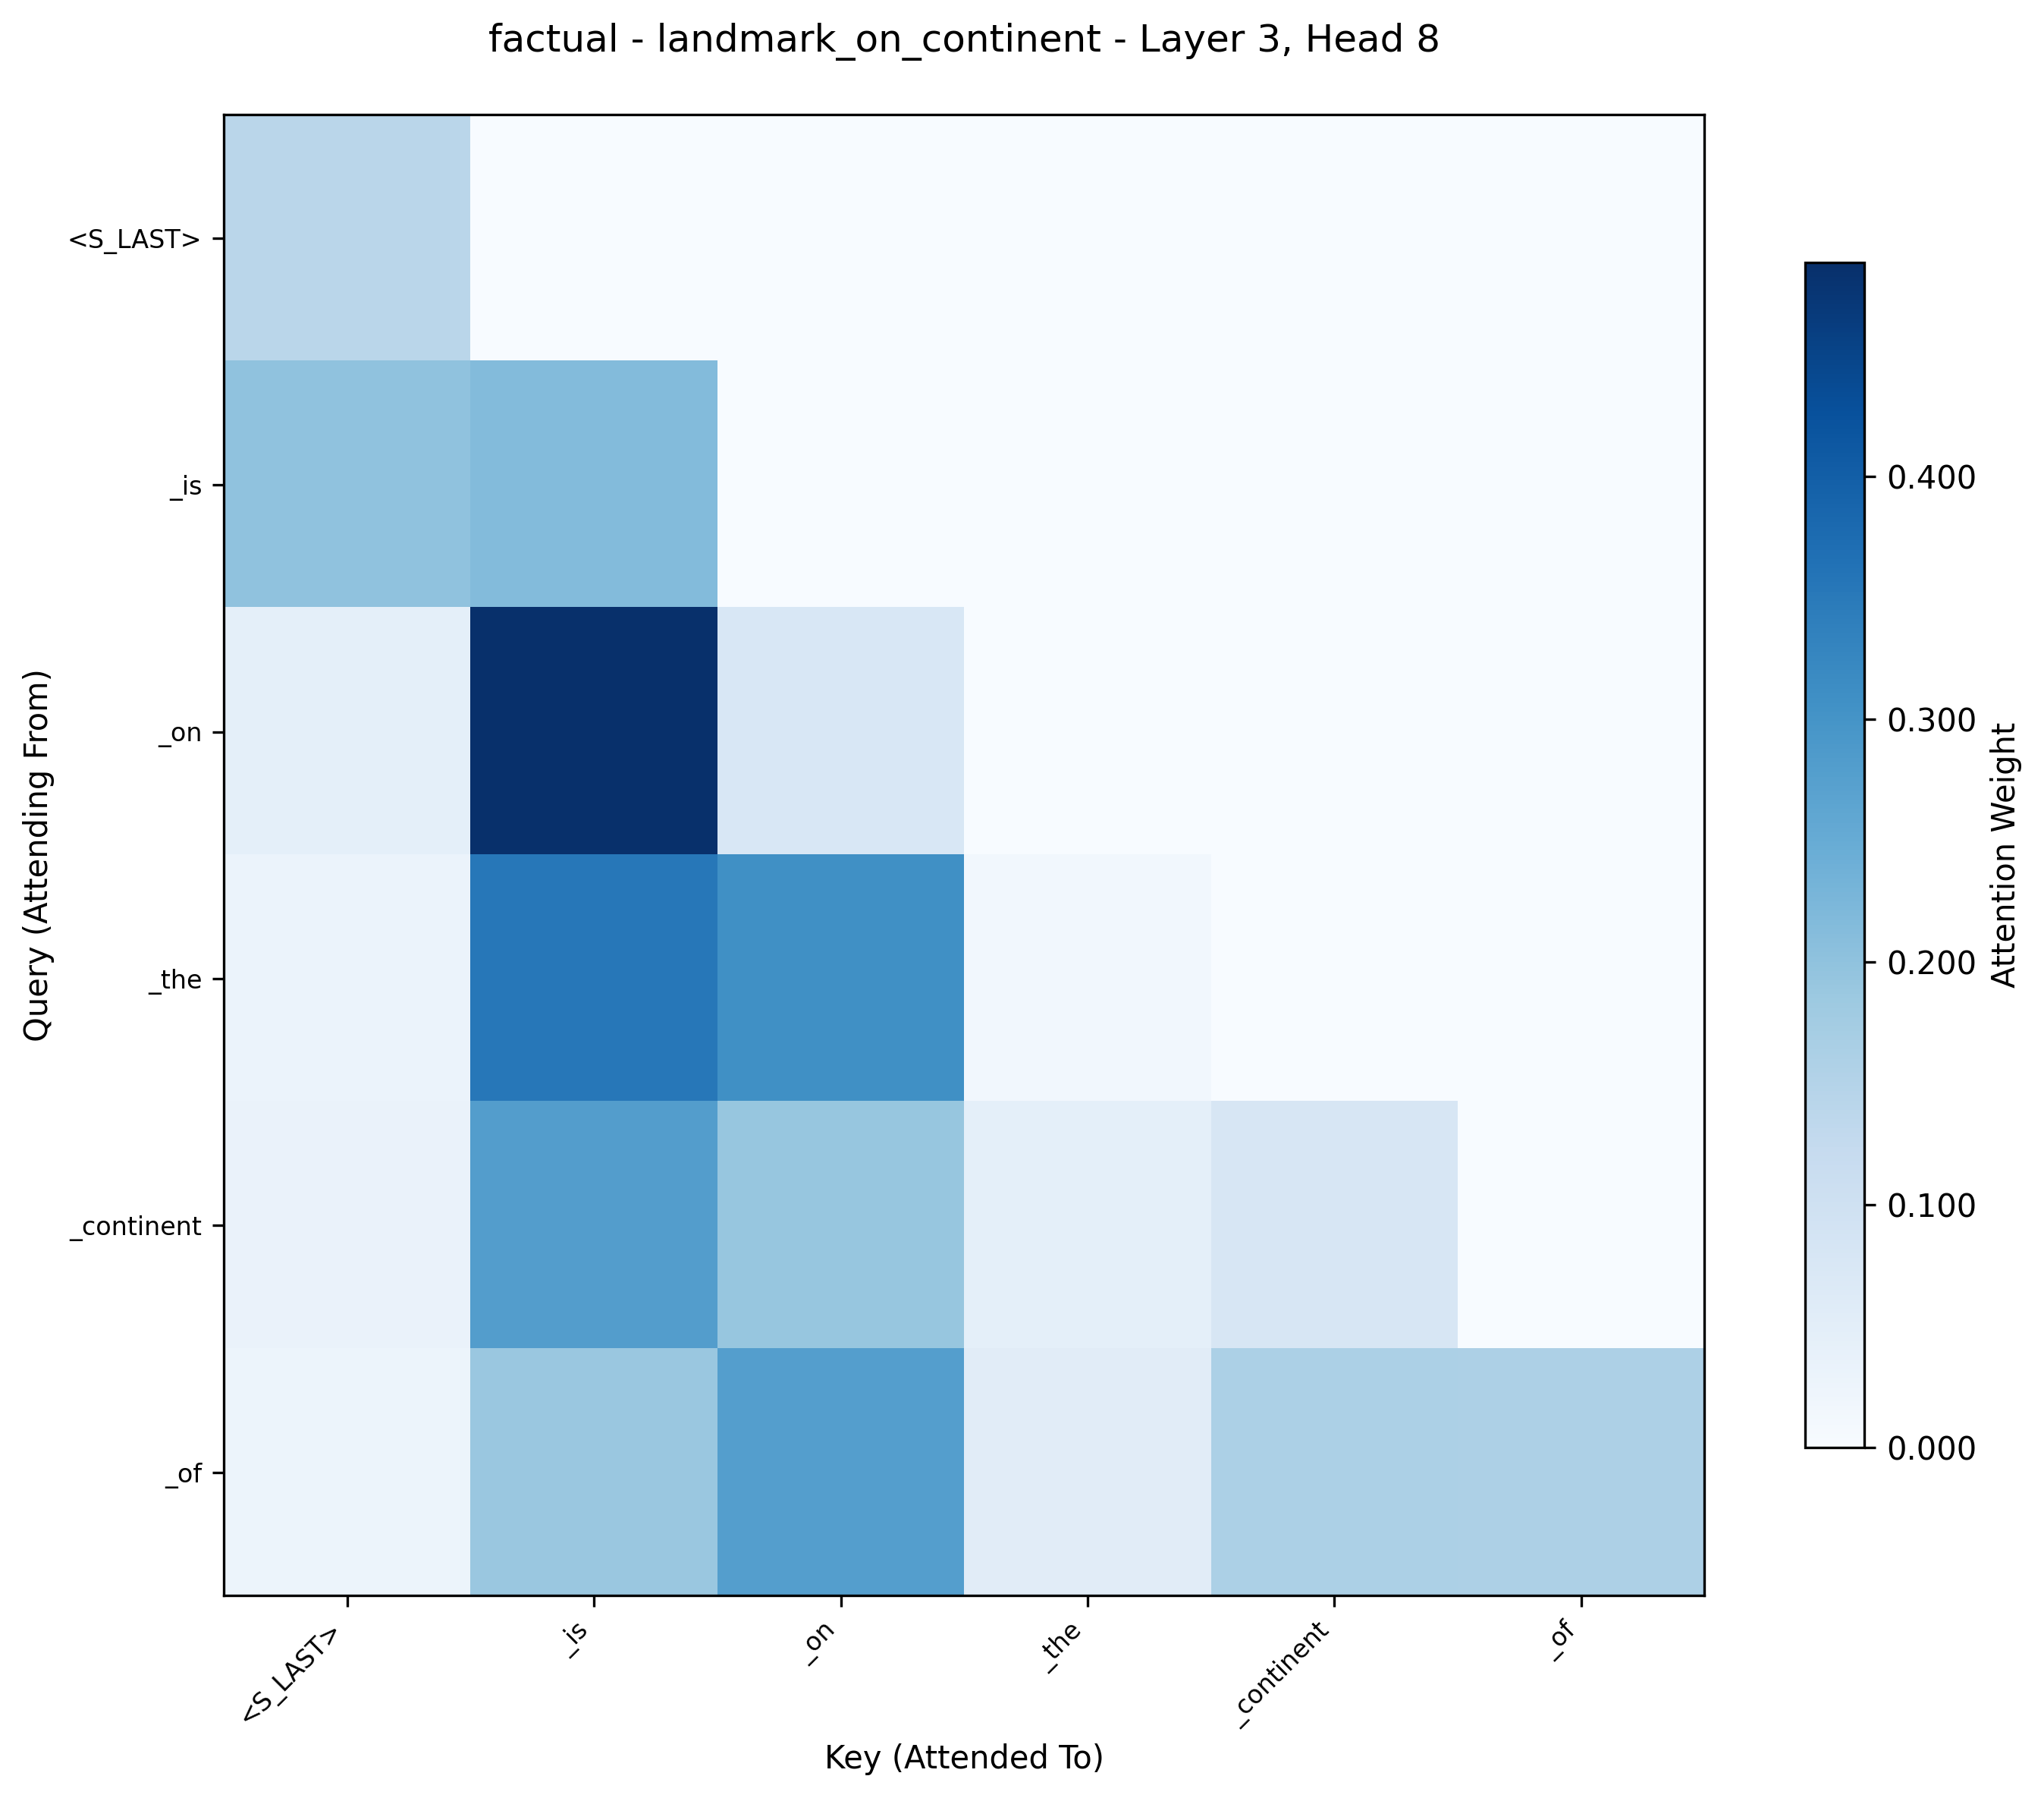 factual - landmark_on_continent - Layer 3, Head 8
Query (Attending From)
<S_LAST>
_is
_on
_the
_continent
_of
<S_LAST>
_is
_on
_the
_continent
_of
Key (Attended To)
0.400
0.300
0.200
0.100
0.000
Attention Weight